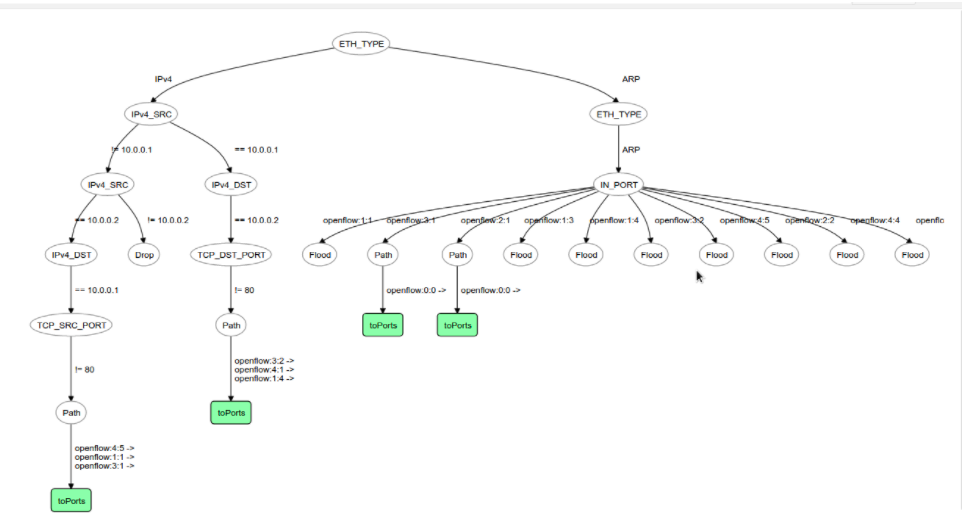 ETH_TYPE
IPv4
ARP
IPv4_SRC
ETH_TYPE
!= 10.0.0.1
== 10.0.0.1
ARP
IPv4_SRC
IPv4_DST
IN_PORT
== 10.0.0.2
!= 10.0.0.2
== 10.0.0.2
openflow:1:1
openflow:3:1
openflow:2:1
openflow:1:3
openflow:1:4
openflow:3:2
openflow:4:5
openflow:2:2
openflow:4:4
openflc
IPv4_DST
Drop
TCP_DST_PORT
Flood
Path
Path
Flood
Flood
Flood
Flood
Flood
Flood
Flood
== 10.0.0.1
!= 80
openflow:0:0 ->
openflow:0:0 ->
TCP_SRC_PORT
Path
toPorts
toPorts
!= 80
openflow:3:2 ->
openflow:4:1 ->
openflow:1:4 ->
Path
toPorts
openflow:4:5 ->
openflow:1:1 ->
openflow:3:1 ->
toPorts